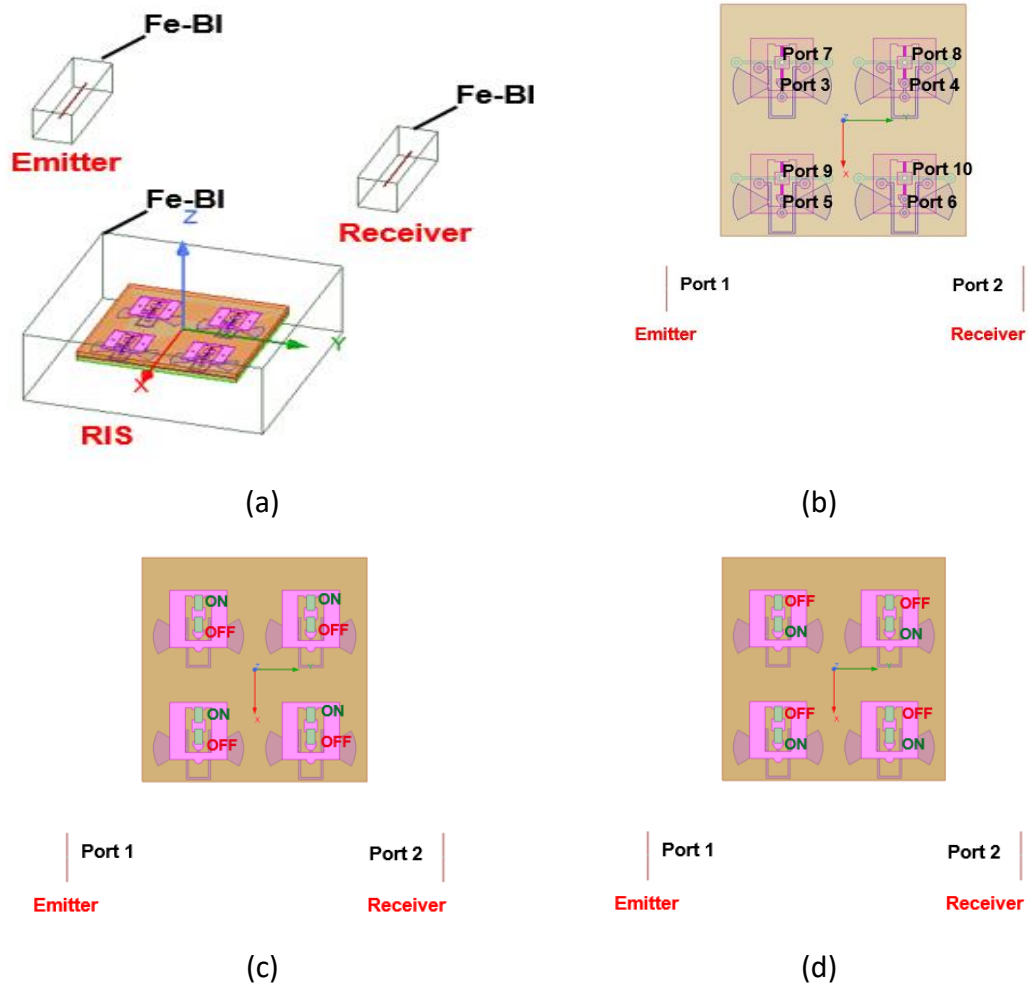 Fe-BI
Fe-BI
Emitter
Fe-BI
Z
Receiver
Y
X
RIS
(a)
Port 7
Port 8
Port 3
Port 4
Z
Y
X
Port 9
Port 10
Port 5
Port 6
Port 1
Port 2
Emitter
Receiver
(b)
ON
ON
OFF
OFF
Z
Y
X
ON
ON
OFF
OFF
Port 1
Port 2
Emitter
Receiver
(c)
OFF
OFF
ON
ON
Z
Y
X
OFF
OFF
ON
ON
Port 1
Port 2
Emitter
Receiver
(d)